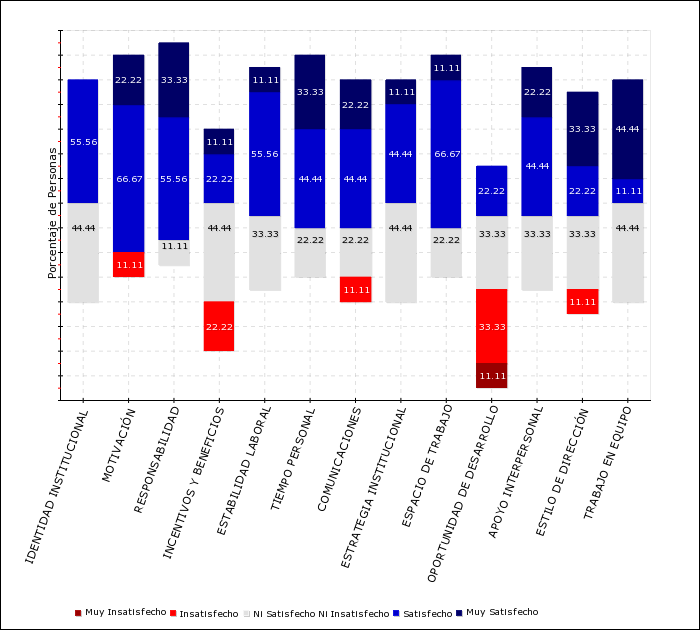 Porcentaje de Personas
55.56
44.44
22.22
66.67
11.11
33.33
55.56
11.11
11.11
22.22
44.44
22.22
11.11
55.56
33.33
33.33
44.44
22.22
22.22
44.44
22.22
11.11
11.11
44.44
44.44
11.11
66.67
22.22
22.22
33.33
33.33
11.11
22.22
44.44
33.33
33.33
22.22
33.33
11.11
44.44
11.11
44.44
IDENTIDAD INSTITUCIONAL
MOTIVACIÓN
RESPONSABILIDAD
INCENTIVOS Y BENEFICIOS
ESTABILIDAD LABORAL
TIEMPO PERSONAL
COMUNICACIONES
ESTRATEGIA INSTITUCIONAL
ESPACIO DE TRABAJO
OPORTUNIDAD DE DESARROLLO
APOYO INTERPERSONAL
ESTILO DE DIRECCIÓN
TRABAJO EN EQUIPO
Muy Insatisfecho Insatisfecho Ni Satisfecho Ni Insatisfecho Satisfecho Muy Satisfecho